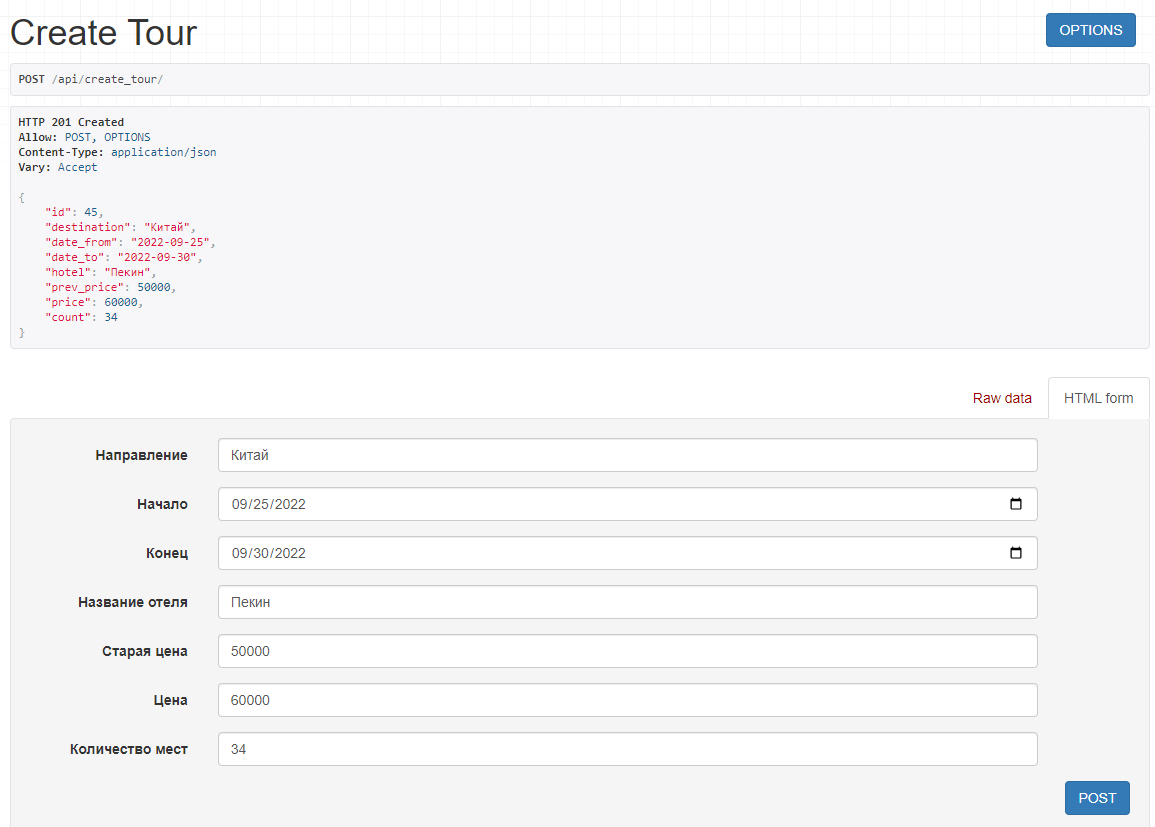 Create Tour
OPTIONS
POST /api/create_tour/
HTTP 201 Created
Allow: POST, OPTIONS
Content-Type: application/json
Vary: Accept
{
    "id": 45,
    "destination": "Китай",
    "date_from": "2022-09-25",
    "date_to": "2022-09-30",
    "hotel": "Пекин",
    "prev_price": 50000,
    "price": 60000,
    "count": 34
}
Raw data
HTML form
Направление Китай
Начало 09/25/2022
Конец 09/30/2022
Название отеля Пекин
Старая цена 50000
Цена 60000
Количество мест 34
POST